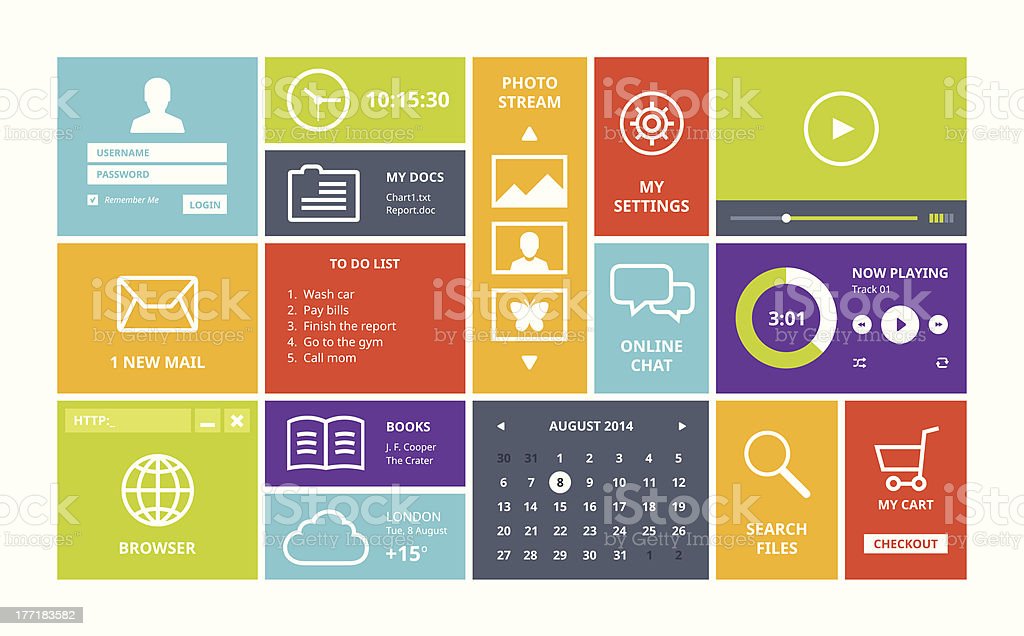 USERNAME
PASSWORD
Remember Me
LOGIN
10:15:30
MY DOCS
Chart1.txt
Report.doc
PHOTO
STREAM
MY
SETTINGS
1 NEW MAIL
TO DO LIST
1. Wash car
2. Pay bills
3. Finish the report
4. Go to the gym
5. Call mom
ONLINE
CHAT
3:01
NOW PLAYING
Track 01
HTTP:_
BROWSER
BOOKS
J. F. Cooper
The Crater
LONDON
Tue, 8 August
+15°
AUGUST 2014
30 31 1 2 3 4 5
6 7 8 9 10 11 12
13 14 15 16 17 18 19
20 21 22 23 24 25 26
27 28 29 30 31 1 2
SEARCH
FILES
MY CART
CHECKOUT
iStock
by Getty Images
177183582